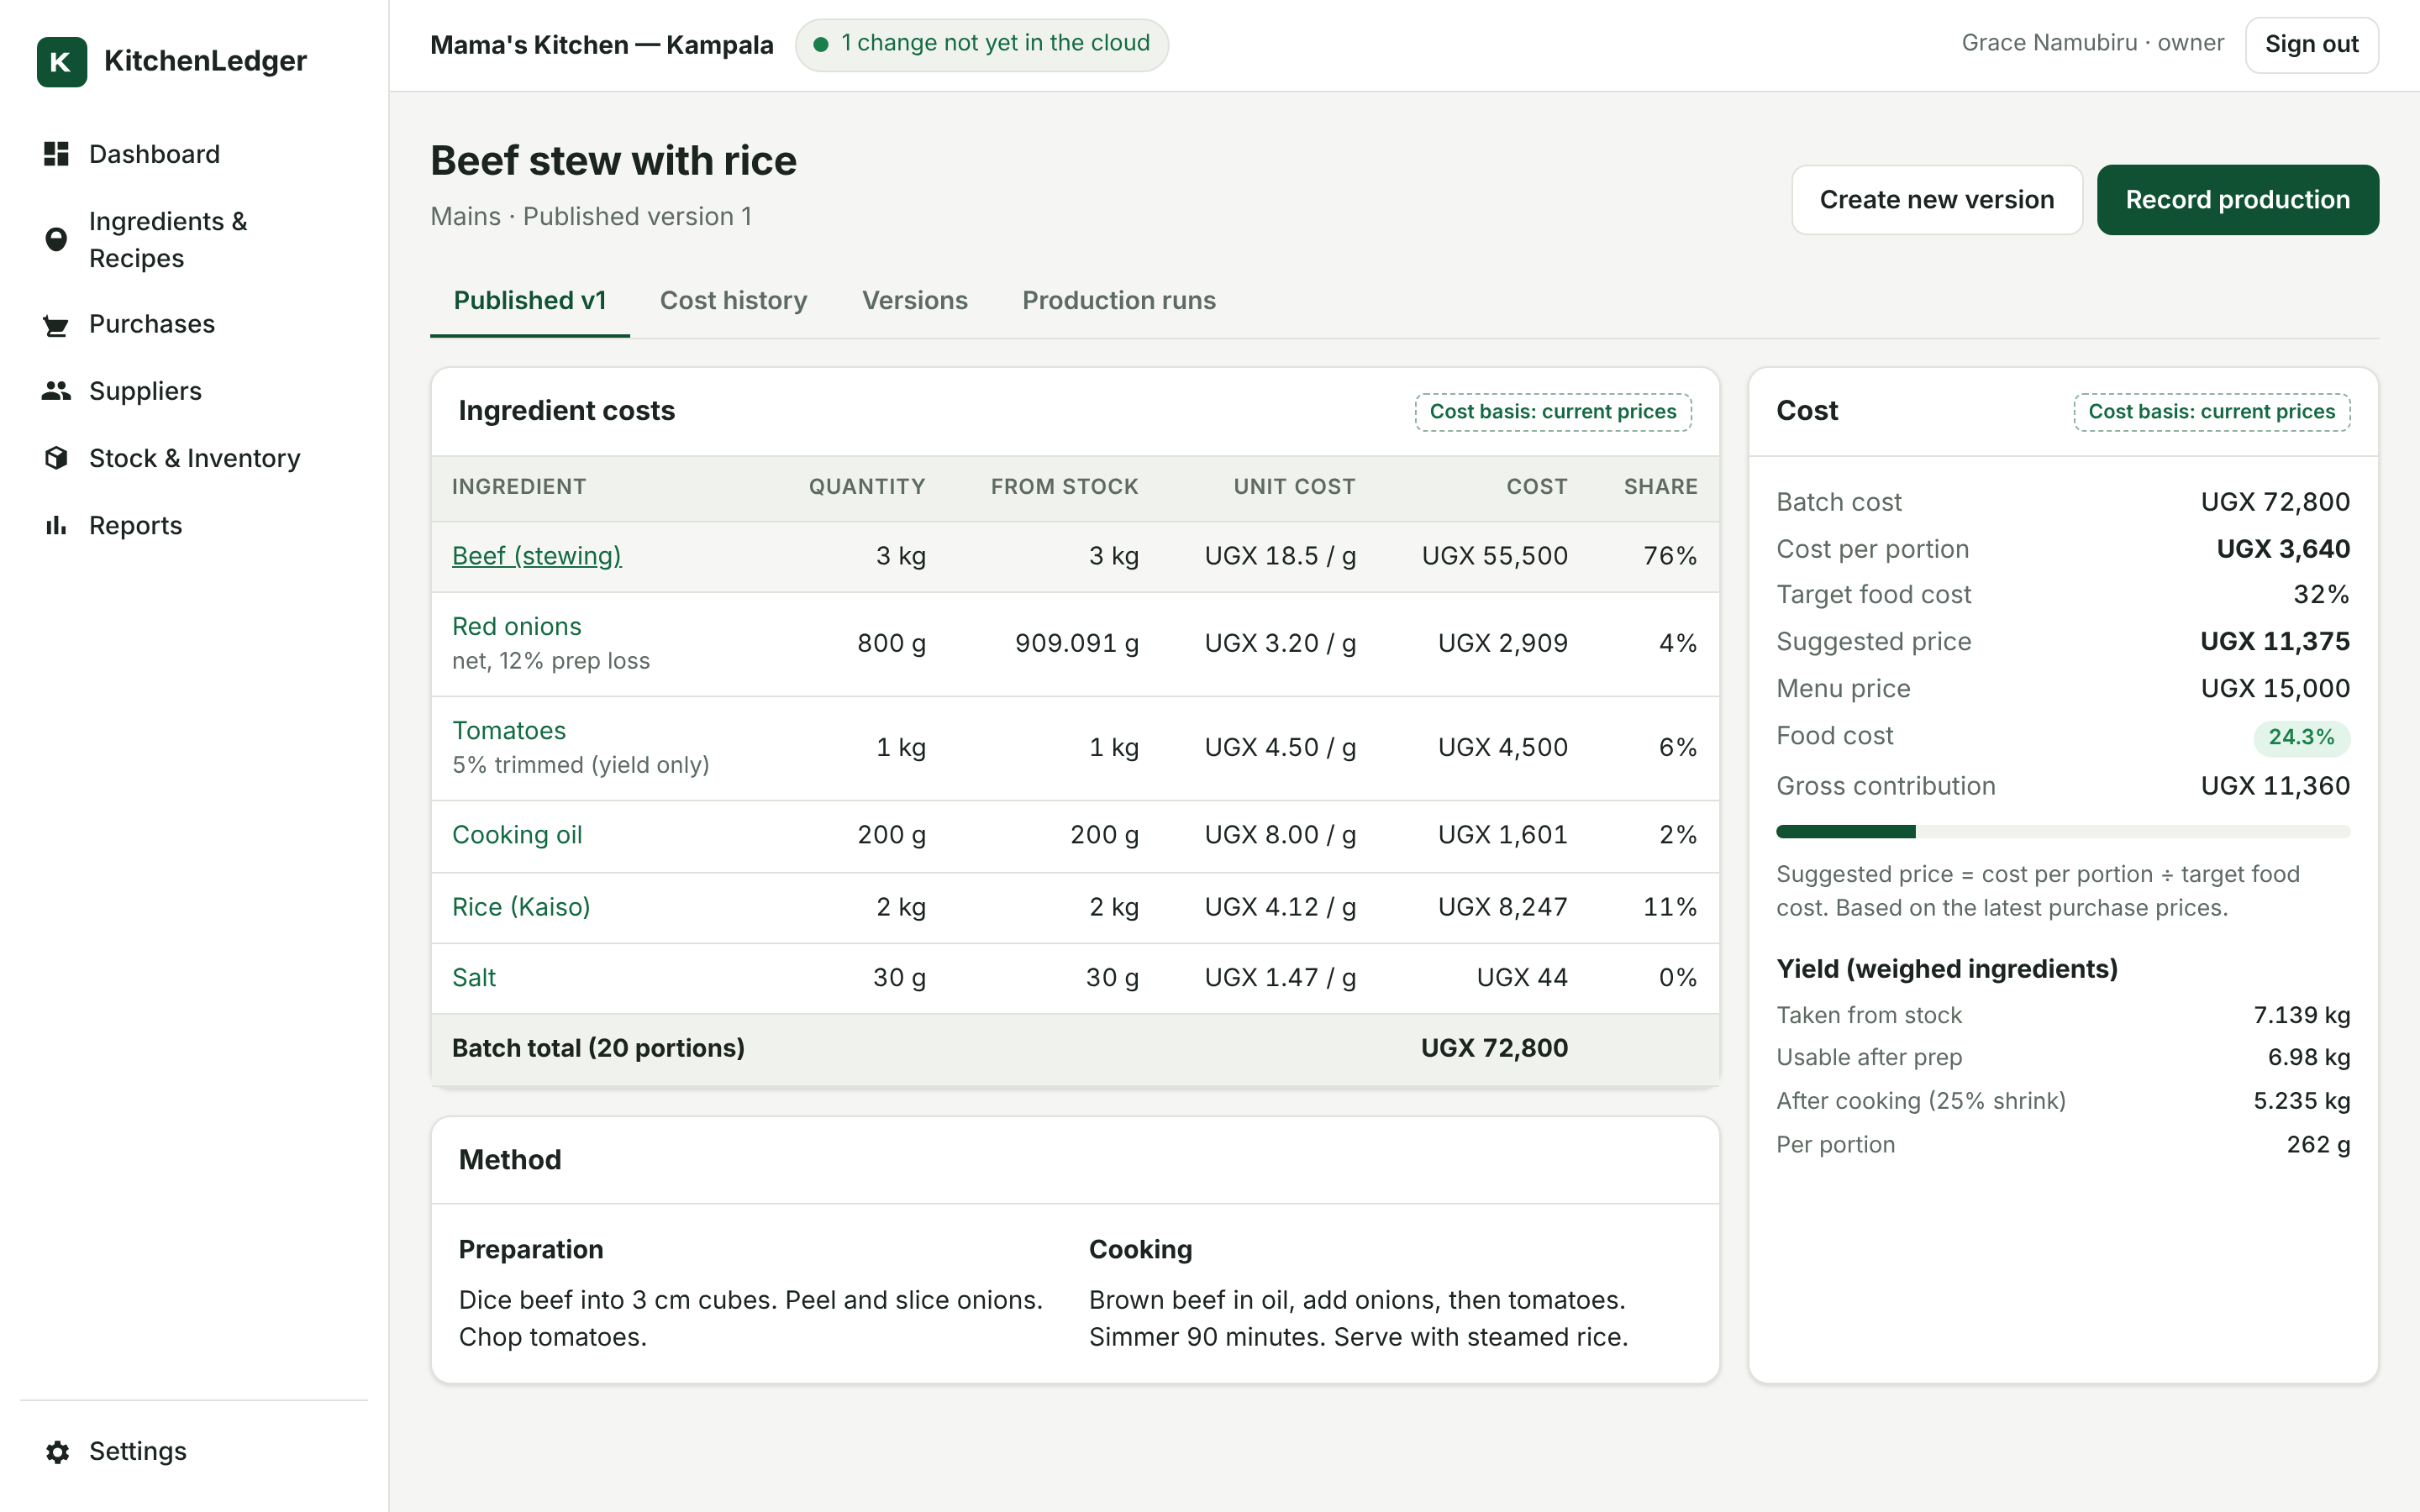 K KitchenLedger
Dashboard
Ingredients &
Recipes
Purchases
Suppliers
Stock & Inventory
Reports
Settings
Mama's Kitchen — Kampala
1 change not yet in the cloud
Grace Namubiru · owner
Sign out
Beef stew with rice
Mains · Published version 1
Create new version
Record production
Published v1 Cost history Versions Production runs
Ingredient costs
Cost basis: current prices
INGREDIENT QUANTITY FROM STOCK UNIT COST COST SHARE
Beef (stewing) 3 kg 3 kg UGX 18.5 / g UGX 55,500 76%
Red onions
net, 12% prep loss
800 g 909.091 g UGX 3.20 / g UGX 2,909 4%
Tomatoes
5% trimmed (yield only)
1 kg 1 kg UGX 4.50 / g UGX 4,500 6%
Cooking oil 200 g 200 g UGX 8.00 / g UGX 1,601 2%
Rice (Kaiso) 2 kg 2 kg UGX 4.12 / g UGX 8,247 11%
Salt 30 g 30 g UGX 1.47 / g UGX 44 0%
Batch total (20 portions) UGX 72,800
Method
Preparation
Dice beef into 3 cm cubes. Peel and slice onions.
Chop tomatoes.
Cooking
Brown beef in oil, add onions, then tomatoes.
Simmer 90 minutes. Serve with steamed rice.
Cost
Cost basis: current prices
Batch cost UGX 72,800
Cost per portion UGX 3,640
Target food cost 32%
Suggested price UGX 11,375
Menu price UGX 15,000
Food cost 24.3%
Gross contribution UGX 11,360
Suggested price = cost per portion ÷ target food
cost. Based on the latest purchase prices.
Yield (weighed ingredients)
Taken from stock 7.139 kg
Usable after prep 6.98 kg
After cooking (25% shrink) 5.235 kg
Per portion 262 g